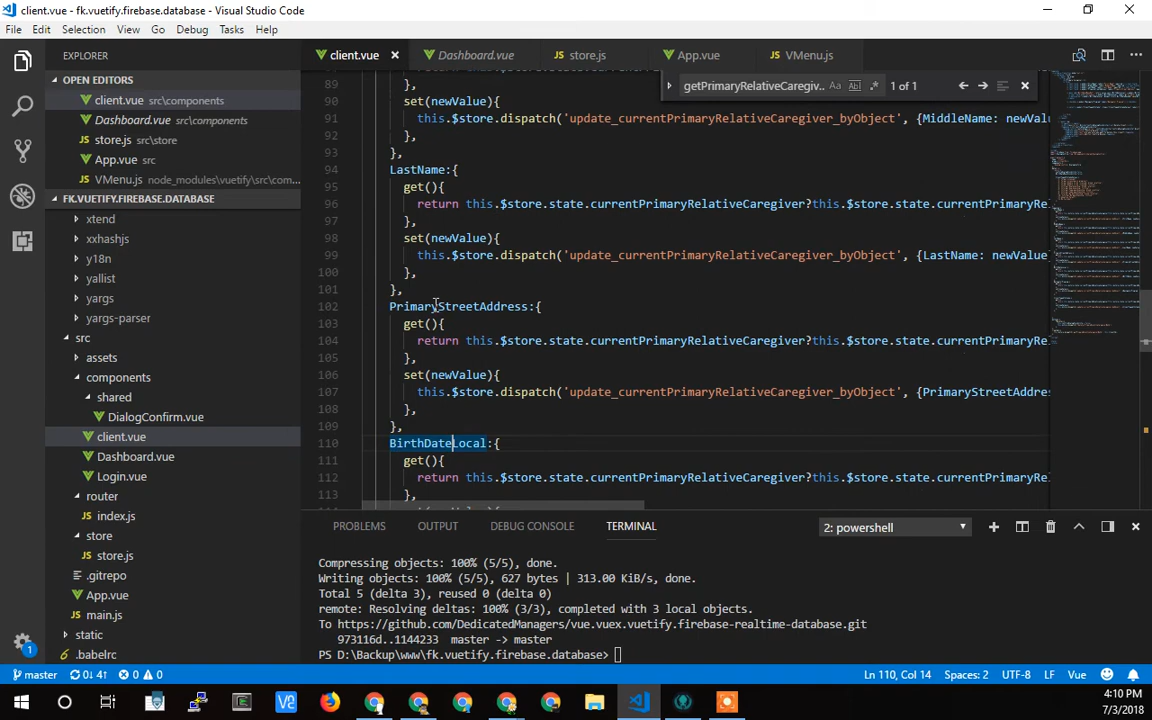 client.vue - fk.vuetify.firebase.database - Visual Studio Code
File Edit Selection View Go Debug Tasks Help
EXPLORER
OPEN EDITORS
client.vue src\components
Dashboard.vue src\components
store.js src\store
App.vue src
VMenu.js node_modules\vuetify\src\com...
FK.VUETIFY.FIREBASE.DATABASE
xtend
xxhashjs
y18n
yallist
yargs
yargs-parser
src
assets
components
shared
DialogConfirm.vue
client.vue
Dashboard.vue
Login.vue
router
index.js
store
store.js
.gitrepo
App.vue
main.js
static
.babelrc
client.vue Dashboard.vue store.js App.vue VMenu.js
getPrimaryRelativeCaregiv.. Aa Abl .* 1 of 1
89 },
90 set(newValue){
91 this.$store.dispatch('update_currentPrimaryRelativeCaregiver_byObject', {MiddleName: newValu
92 },
93 },
94 LastName:{
95 get(){
96 return this.$store.state.currentPrimaryRelativeCaregiver?this.$store.state.currentPrimaryRe
97 },
98 set(newValue){
99 this.$store.dispatch('update_currentPrimaryRelativeCaregiver_byObject', {LastName: newValue
100 },
101 },
102 PrimaryStreetAddress:{
103 get(){
104 return this.$store.state.currentPrimaryRelativeCaregiver?this.$store.state.currentPrimaryRe
105 },
106 set(newValue){
107 this.$store.dispatch('update_currentPrimaryRelativeCaregiver_byObject', {PrimaryStreetAddres
108 },
109 },
110 BirthDateLocal:{
111 get(){
112 return this.$store.state.currentPrimaryRelativeCaregiver?this.$store.state.currentPrimaryRe
113 },
PROBLEMS OUTPUT DEBUG CONSOLE TERMINAL 2: powershell
Compressing objects: 100% (5/5), done.
Writing objects: 100% (5/5), 627 bytes | 313.00 KiB/s, done.
Total 5 (delta 3), reused 0 (delta 0)
remote: Resolving deltas: 100% (3/3), completed with 3 local objects.
To https://github.com/DedicatedManagers/vue.vuex.vuetify.firebase-realtime-database.git
973116d..1144233 master -> master
PS D:\Backup\www\fk.vuetify.firebase.database>
master 0↓ 4↑ 0 0 Ln 110, Col 14 Spaces: 2 UTF-8 LF Vue
1
4:10 PM
7/3/2018